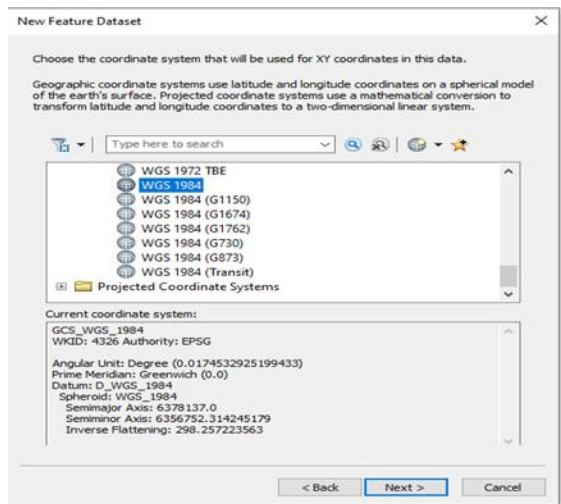 New Feature Dataset
Choose the coordinate system that will be used for XY coordinates in this data.
Geographic coordinate systems use latitude and longitude coordinates on a spherical model
of the earth's surface. Projected coordinate systems use a mathematical conversion to
transform latitude and longitude coordinates to a two-dimensional linear system.
Type here to search
WGS 1972 TBE
WGS 1984
WGS 1984 (G1150)
WGS 1984 (G1674)
WGS 1984 (G1762)
WGS 1984 (G730)
WGS 1984 (G873)
WGS 1984 (Transit)
Projected Coordinate Systems
Current coordinate system:
GCS_WGS_1984
WKID: 4326 Authority: EPSG
Angular Unit: Degree (0.0174532925199433)
Prime Meridian: Greenwich (0.0)
Datum: D_WGS_1984
Spheroid: WGS_1984
Semimajor Axis: 6378137.0
Semiminor Axis: 6356752.314245179
Inverse Flattening: 298.257223563
< Back Next > Cancel